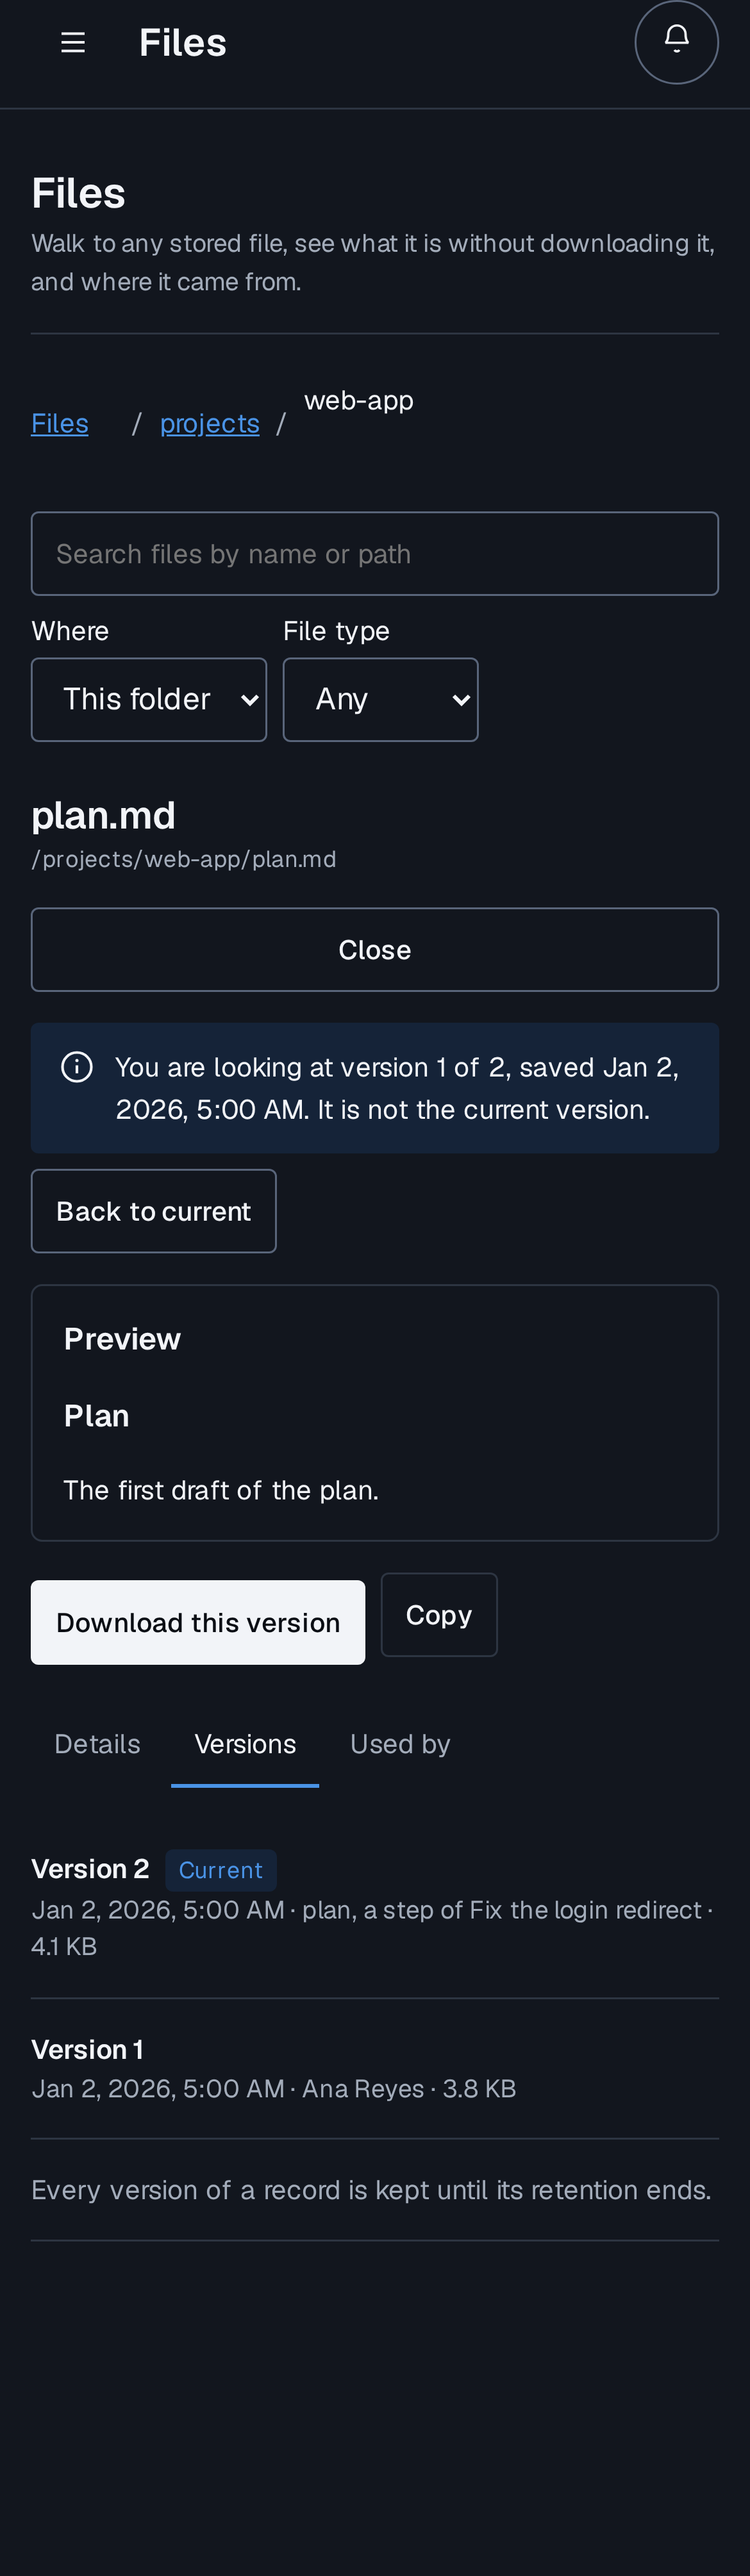 Files
Files
Walk to any stored file, see what it is without downloading it,
and where it came from.
Files / projects / web-app
Search files by name or path
Where File type
This folder Any
plan.md
/projects/web-app/plan.md
Close
You are looking at version 1 of 2, saved Jan 2,
2026, 5:00 AM. It is not the current version.
Back to current
Preview
Plan
The first draft of the plan.
Download this version Copy
Details Versions Used by
Version 2 Current
Jan 2, 2026, 5:00 AM · plan, a step of Fix the login redirect ·
4.1 KB
Version 1
Jan 2, 2026, 5:00 AM · Ana Reyes · 3.8 KB
Every version of a record is kept until its retention ends.